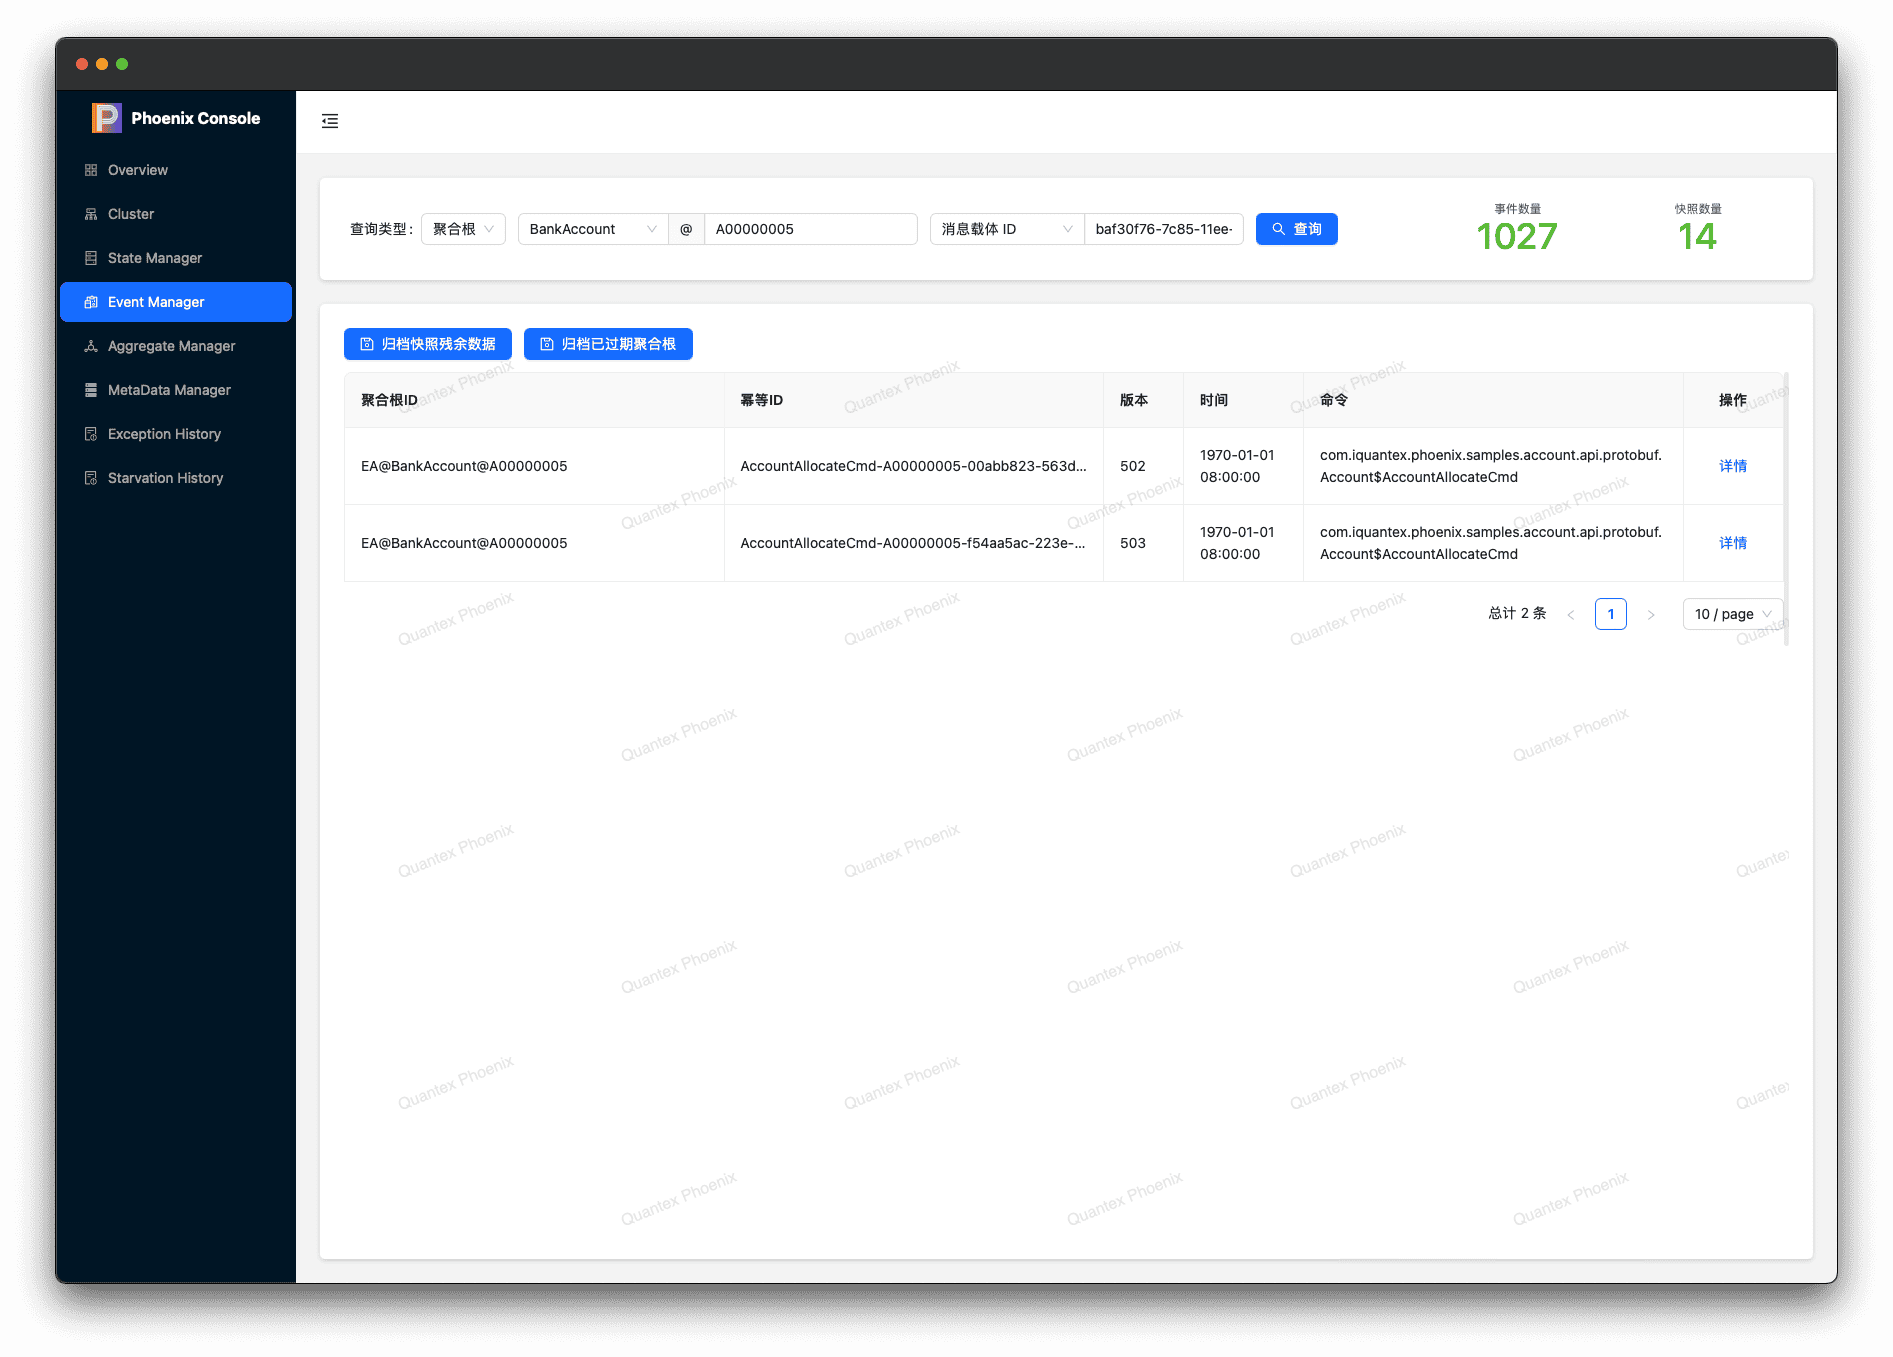 Phoenix Console
Overview
Cluster
State Manager
Event Manager
Aggregate Manager
MetaData Manager
Exception History
Starvation History
查询类型: 聚合根 BankAccount @ A00000005 消息载体 ID baf30f76-7c85-11ee- 查询
事件数量
1027
快照数量
14
归档快照残余数据 归档已过期聚合根
聚合根ID 幂等ID 版本 时间 命令 操作
EA@BankAccount@A00000005 AccountAllocateCmd-A00000005-00abb823-563d... 502 1970-01-01 08:00:00 com.iquantex.phoenix.samples.account.api.protobuf.Account$AccountAllocateCmd 详情
EA@BankAccount@A00000005 AccountAllocateCmd-A00000005-f54aa5ac-223e-... 503 1970-01-01 08:00:00 com.iquantex.phoenix.samples.account.api.protobuf.Account$AccountAllocateCmd 详情
总计 2 条 < 1 > 10 / page
Quantex Phoenix